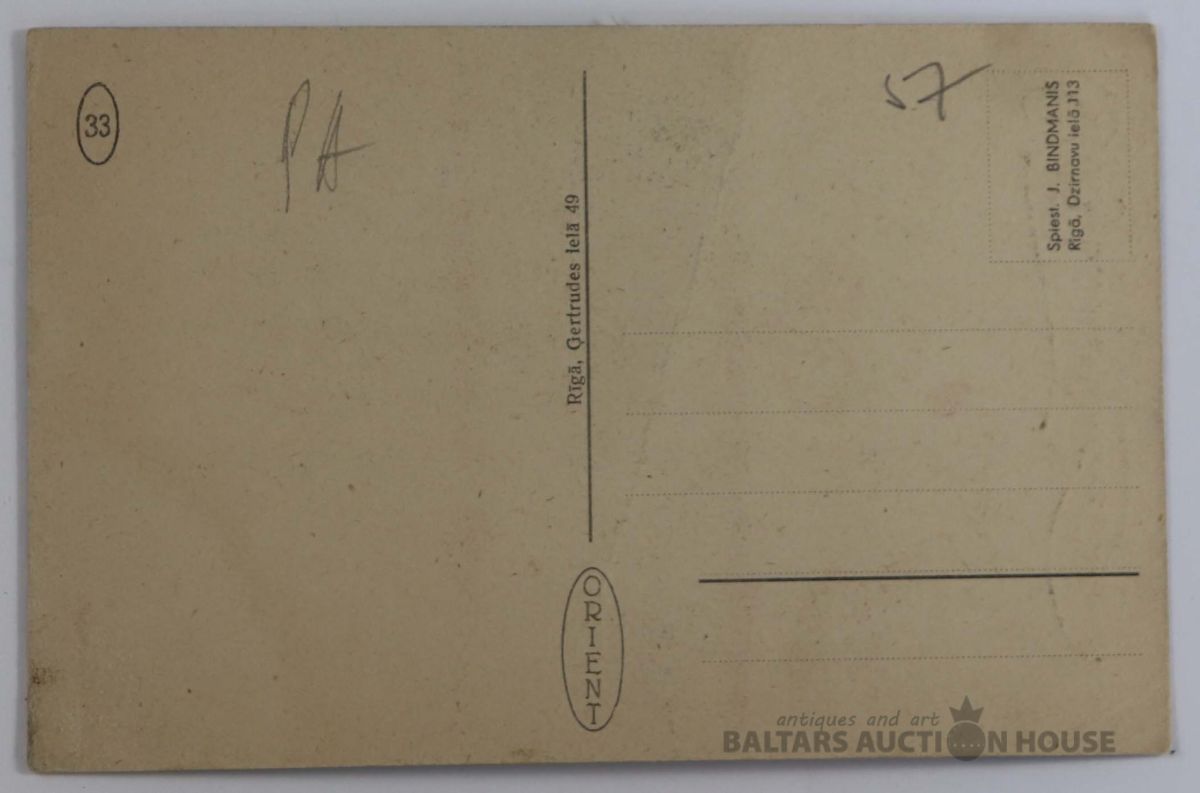 33
PA
57
Spiest. J. BINDMANIS
Rīgā, Dzirnavu ielā 113
Rīgā, Ģertrudes ielā 49
ORIENT
antiques and art
BALTARS AUCTION HOUSE